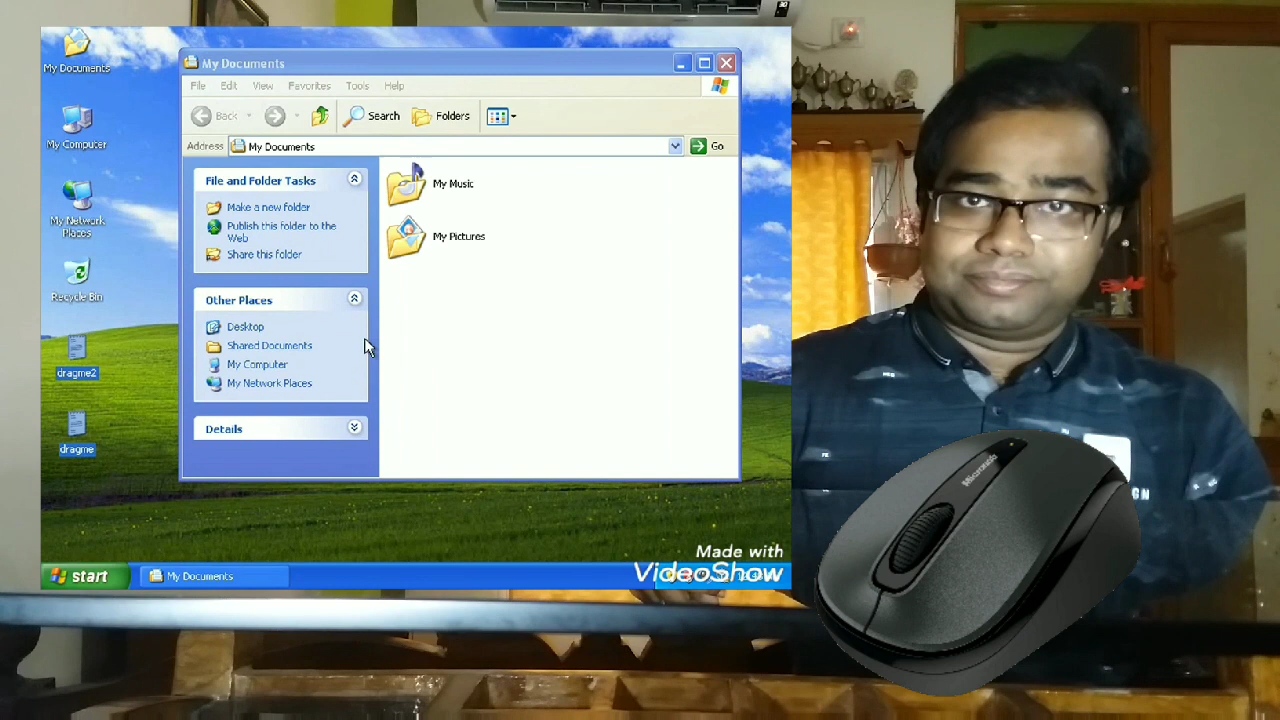 My Documents
My Computer
My Network
Places
Recycle Bin
dragme2
dragme
My Documents
File Edit View Favorites Tools Help
Back Search Folders
Address My Documents Go
File and Folder Tasks
Make a new folder
Publish this folder to the
Web
Share this folder
Other Places
Desktop
Shared Documents
My Computer
My Network Places
Details
My Music
My Pictures
start My Documents
Made with
VideoShow
Microsoft